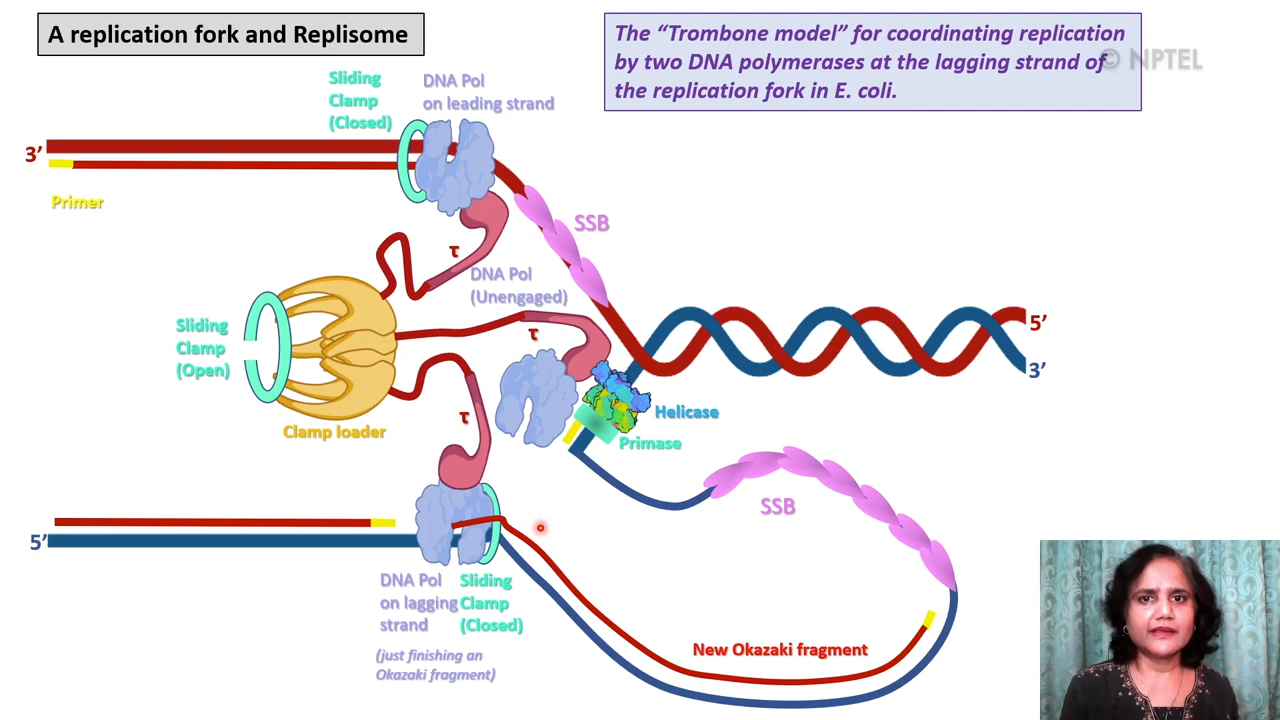 A replication fork and Replisome
The “Trombone model” for coordinating replication
by two DNA polymerases at the lagging strand of
the replication fork in E. coli.
© NPTEL
Sliding
Clamp
(Closed)
DNA Pol
on leading strand
3’
Primer
SSB
τ
DNA Pol
(Unengaged)
τ
Sliding
Clamp
(Open)
5’
3’
Clamp loader
τ
Helicase
Primase
SSB
5’
DNA Pol
on lagging
strand
(just finishing an
Okazaki fragment)
Sliding
Clamp
(Closed)
New Okazaki fragment